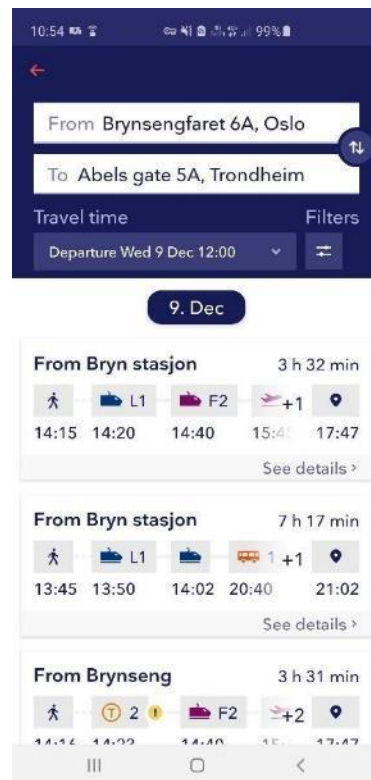 10:54
99%
From Brynsengfaret 6A, Oslo
To Abels gate 5A, Trondheim
Travel time Filters
Departure Wed 9 Dec 12:00
9. Dec
From Bryn stasjon 3 h 32 min
L1 F2 +1
14:15 14:20 14:40 17:47
See details >
From Bryn stasjon 7 h 17 min
L1 1 +1
13:45 13:50 14:02 20:40 21:02
See details >
From Brynseng 3 h 31 min
T 2 ! F2 +2